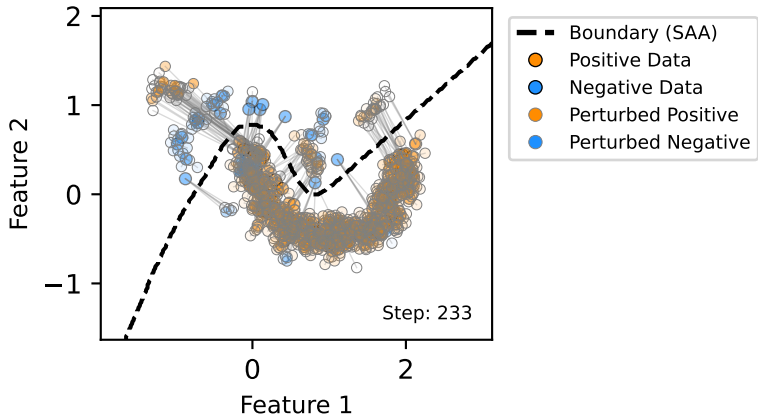 2
1
0
−1
Feature 2
0
2
Feature 1
Step: 233
Boundary (SAA)
Positive Data
Negative Data
Perturbed Positive
Perturbed Negative